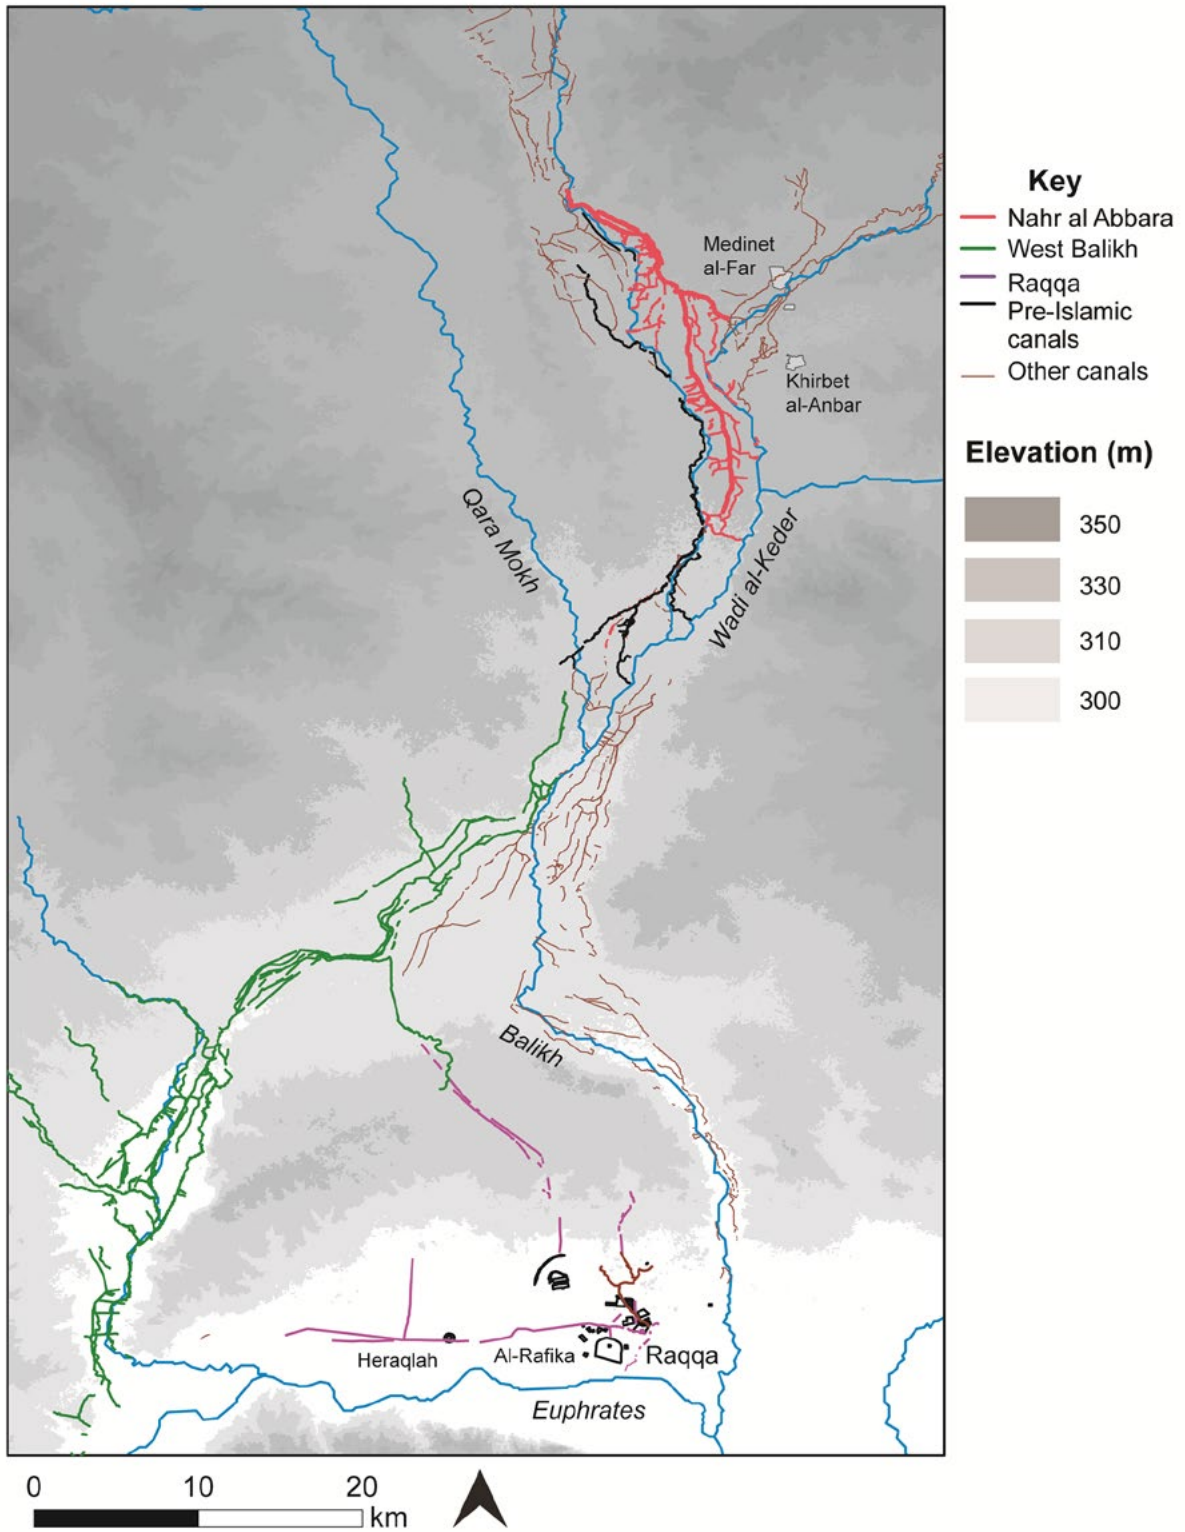 Key
Nahr al Abbara
West Balikh
Raqqa
Pre-Islamic
canals
Other canals
Elevation (m)
350
330
310
300
Medinet
al-Far
Khirbet
al-Anbar
Qara Mokh
Wadi al-Keder
Balikh
Heraqlah
Al-Rafika
Raqqa
Euphrates
0
10
20
km